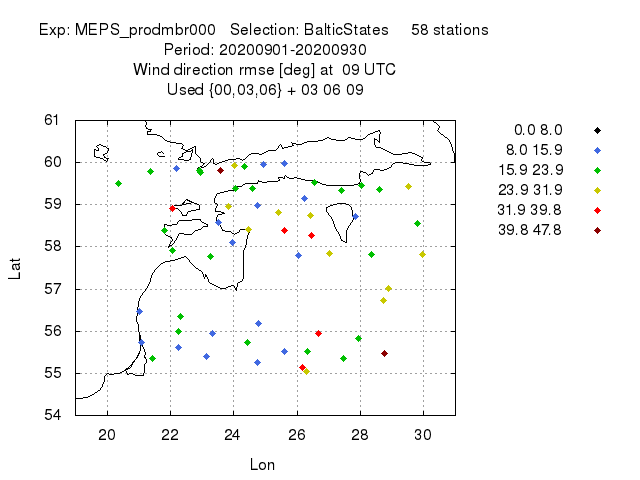 Exp: MEPS_prodmbr000   Selection: BalticStates     58 stations
Period: 20200901-20200930
Wind direction rmse [deg] at  09 UTC
Used {00,03,06} + 03 06 09
61
60
59
58
57
56
55
54
20 22 24 26 28 30
Lat
Lon
0.0 8.0
8.0 15.9
15.9 23.9
23.9 31.9
31.9 39.8
39.8 47.8